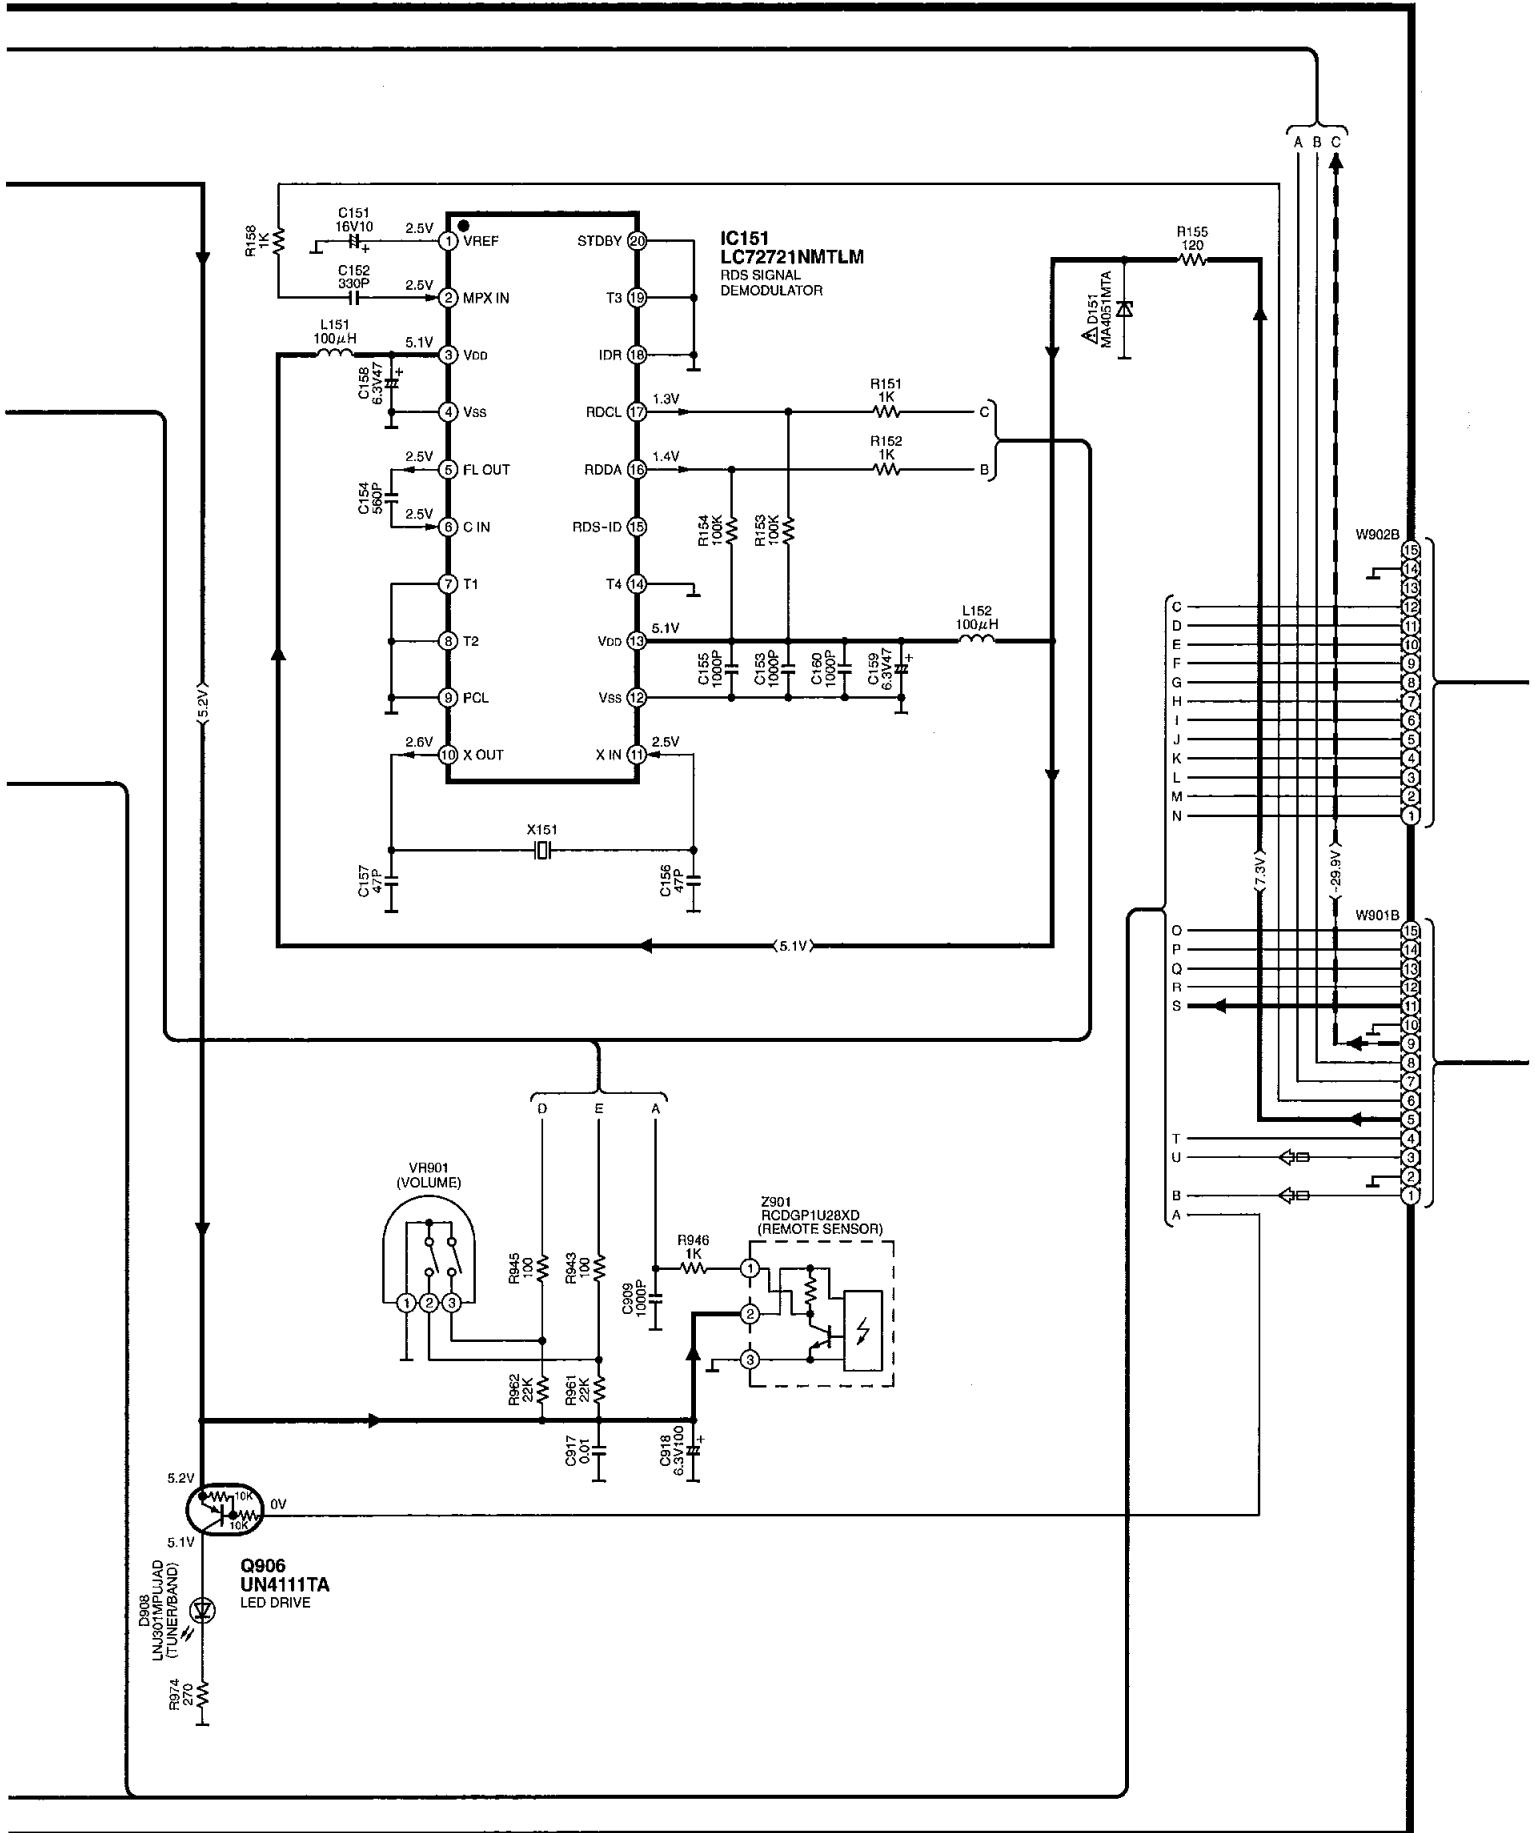 A B C
R158
1K
C151
16V10
+
2.5V
1 VREF
C152
330P
2.5V
2 MPX IN
L151
100μH
5.1V
3 VDD
C158
6.3V47
+
4 VSS
2.5V
5 FL OUT
C154
560P
2.5V
6 C IN
7 T1
8 T2
9 PCL
2.6V
10 X OUT
STDBY 20
T3 19
IDR 18
RDCL 17
1.3V
RDDA 16
1.4V
RDS-ID 15
T4 14
VDD 13
5.1V
VSS 12
X IN 11
2.5V
IC151
LC72721NMTLM
RDS SIGNAL
DEMODULATOR
R155
120
D151
MA4051MTA
R151
1K
C
R152
1K
B
R154
100K
R153
100K
L152
100μH
C155
1000P
C153
1000P
C160
1000P
C159
6.3V47
+
X151
C157
47P
C156
47P
5.2V
5.1V
7.3V
-29.9V
W902B
15
14
13
C 12
D 11
E 10
F 9
G 8
H 7
I 6
J 5
K 4
L 3
M 2
N 1
W901B
O 15
P 14
Q 13
R 12
S 11
10
9
8
7
6
5
T 4
U 3
2
B 1
A
D E A
VR901
(VOLUME)
1 2 3
R945
100
R943
100
R962
22K
R961
22K
C909
1000P
R946
1K
Z901
RCDGP1U28XD
(REMOTE SENSOR)
1
2
3
C917
0.01
C918
6.3V100
+
5.2V
10K
10K
0V
5.1V
Q906
UN4111TA
LED DRIVE
D908
LNJ301MPUJAD
(TUNER/BAND)
R974
270